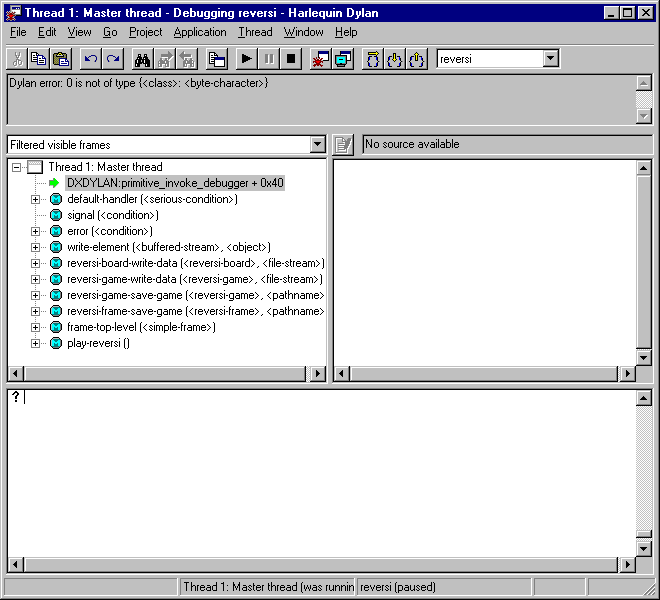 Thread 1: Master thread - Debugging reversi - Harlequin Dylan
File Edit View Go Project Application Thread Window Help
reversi
Dylan error: 0 is not of type {<class>: <byte-character>}
Filtered visible frames
No source available
Thread 1: Master thread
DXDYLAN:primitive_invoke_debugger + 0x40
default-handler (<serious-condition>)
signal (<condition>)
error (<condition>)
write-element (<buffered-stream>, <object>)
reversi-board-write-data (<reversi-board>, <file-stream>)
reversi-game-write-data (<reversi-game>, <file-stream>)
reversi-game-save-game (<reversi-game>, <pathname>
reversi-frame-save-game (<reversi-frame>, <pathname>
frame-top-level (<simple-frame>)
play-reversi ()
?
Thread 1: Master thread (was runnin
reversi (paused)